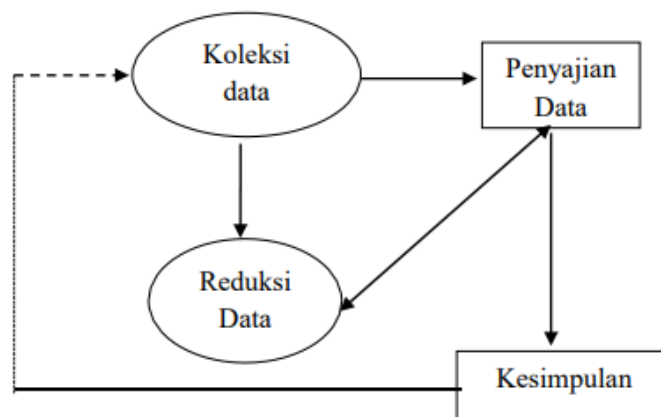 Koleksi
data
Penyajian
Data
Reduksi
Data
Kesimpulan